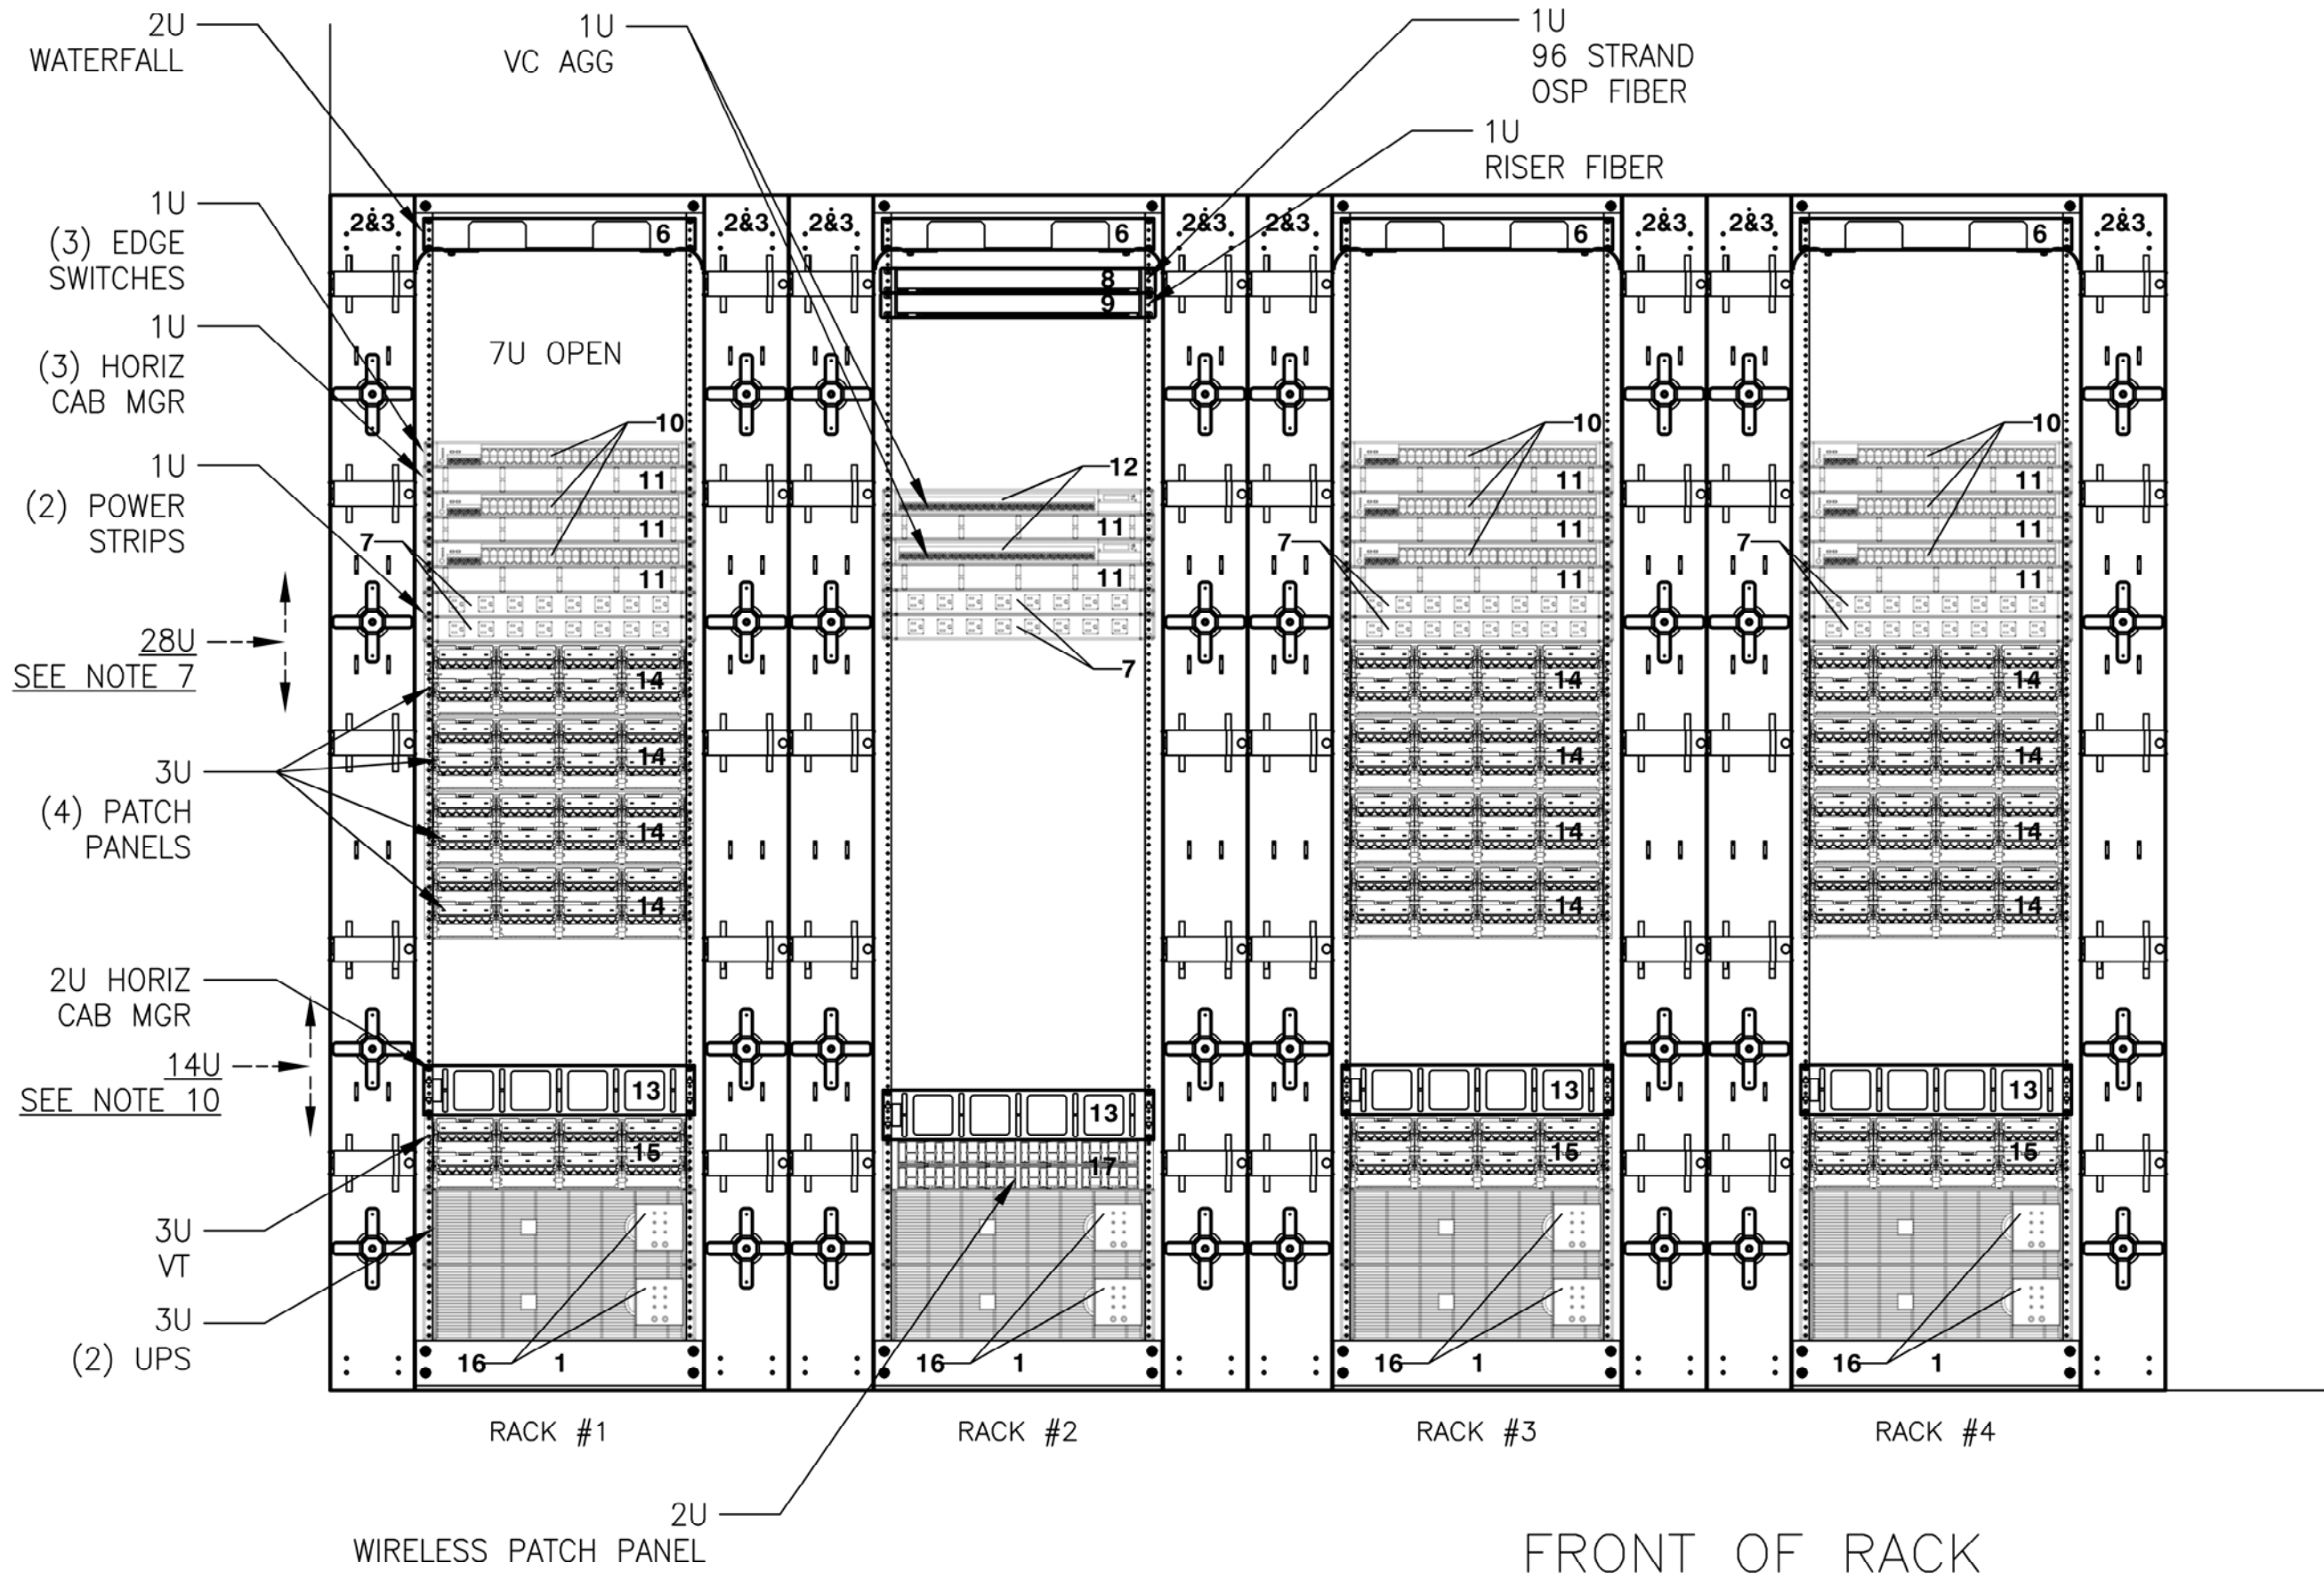 2U
WATERFALL
1U
VC AGG
1U
96 STRAND
OSP FIBER
1U
RISER FIBER
1U
(3) EDGE
SWITCHES
1U
(3) HORIZ
CAB MGR
1U
(2) POWER
STRIPS
28U
SEE NOTE 7
3U
(4) PATCH
PANELS
2U HORIZ
CAB MGR
14U
SEE NOTE 10
3U
VT
3U
(2) UPS
2&3 6 2&3
7U OPEN
10
11
11
11
7
14
14
14
14
13
15
16 1
RACK #1
2&3 6 2&3
8
9
12
11
11
7
13
17
16 1
RACK #2
2&3 6 2&3
10
11
11
11
7
14
14
14
14
13
15
16 1
RACK #3
2&3 6 2&3
10
11
11
11
7
14
14
14
14
13
15
16 1
RACK #4
2U
WIRELESS PATCH PANEL
FRONT OF RACK